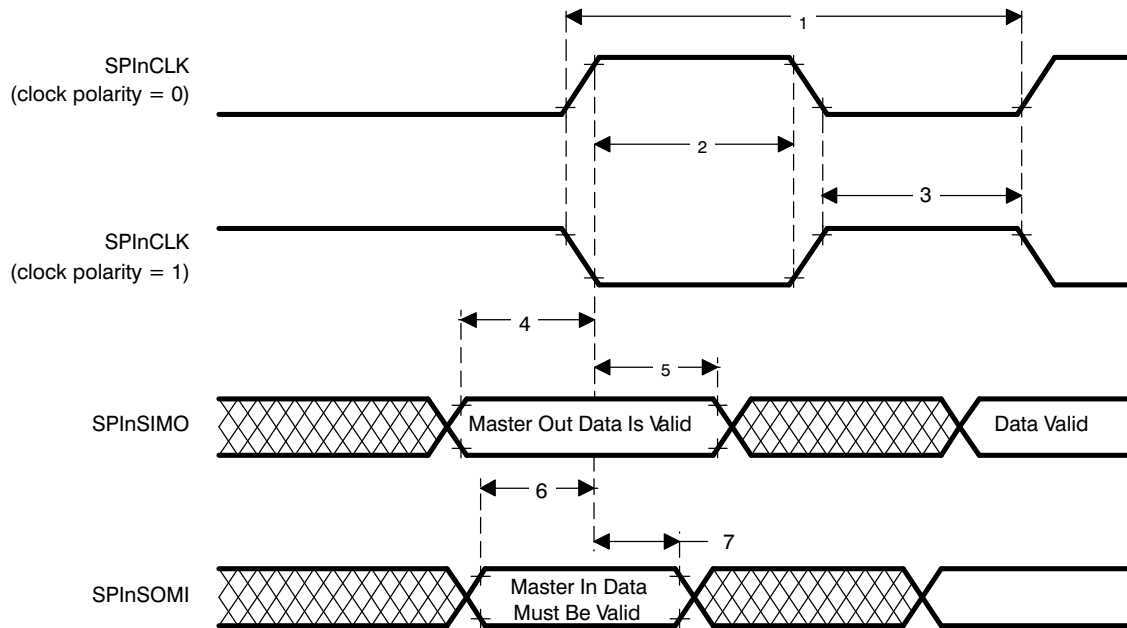 1
SPInCLK
(clock polarity = 0)
2
3
SPInCLK
(clock polarity = 1)
4
5
SPInSIMO
Master Out Data Is Valid
Data Valid
6
7
SPInSOMI
Master In Data
Must Be Valid